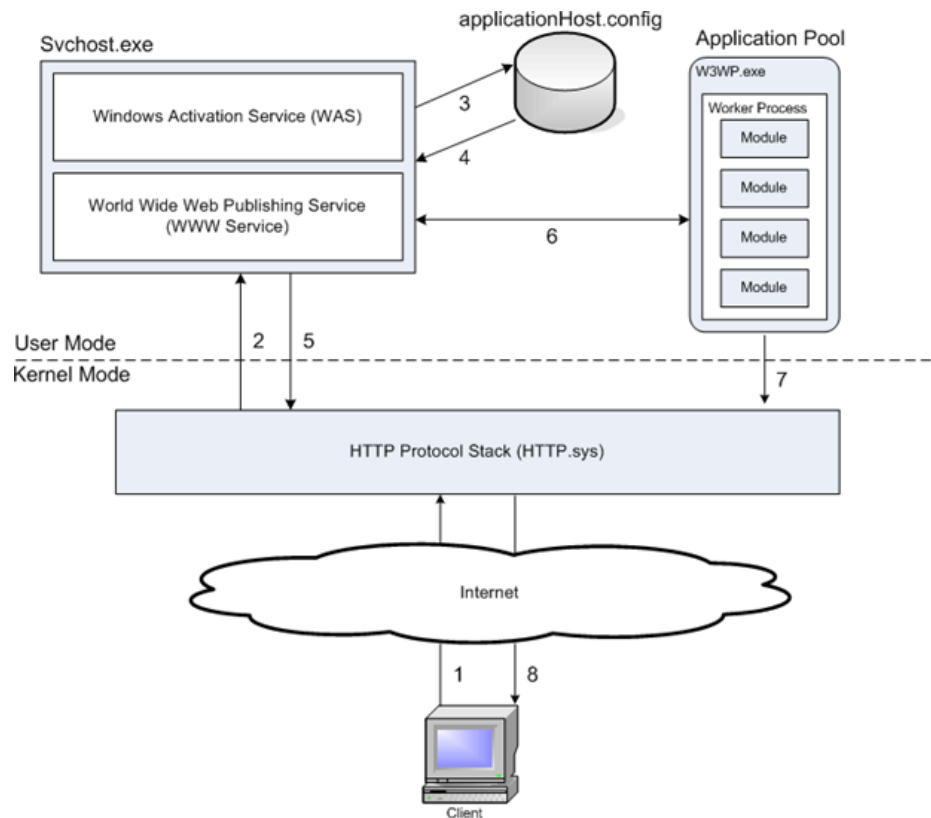 applicationHost.config
Svchost.exe
Application Pool
W3WP.exe
Windows Activation Service (WAS)
3
Worker Process
Module
4
Module
World Wide Web Publishing Service
(WWW Service)
6
Module
Module
User Mode
2
5
Kernel Mode
7
HTTP Protocol Stack (HTTP.sys)
Internet
1
8
Client